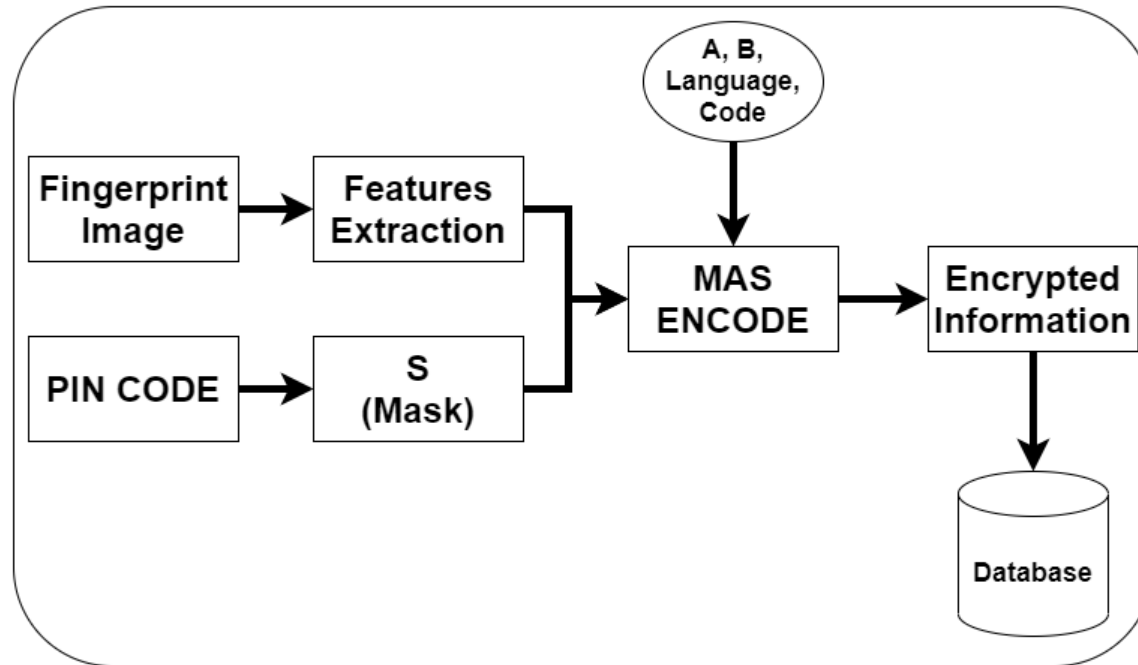 A, B,
Language,
Code
Fingerprint
Image
Features
Extraction
MAS
ENCODE
Encrypted
Information
PIN CODE
S
(Mask)
Database